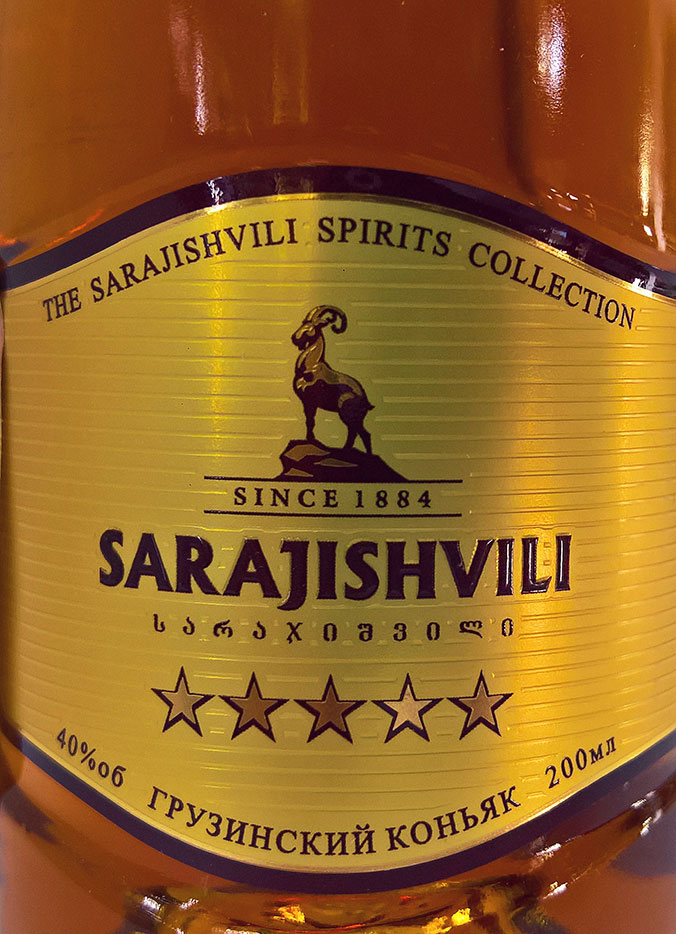 THE SARAJISHVILI SPIRITS COLLECTION
SINCE 1884
SARAJISHVILI
სარაჯიშვილი
40%об ГРУЗИНСКИЙ КОНЬЯК 200мл